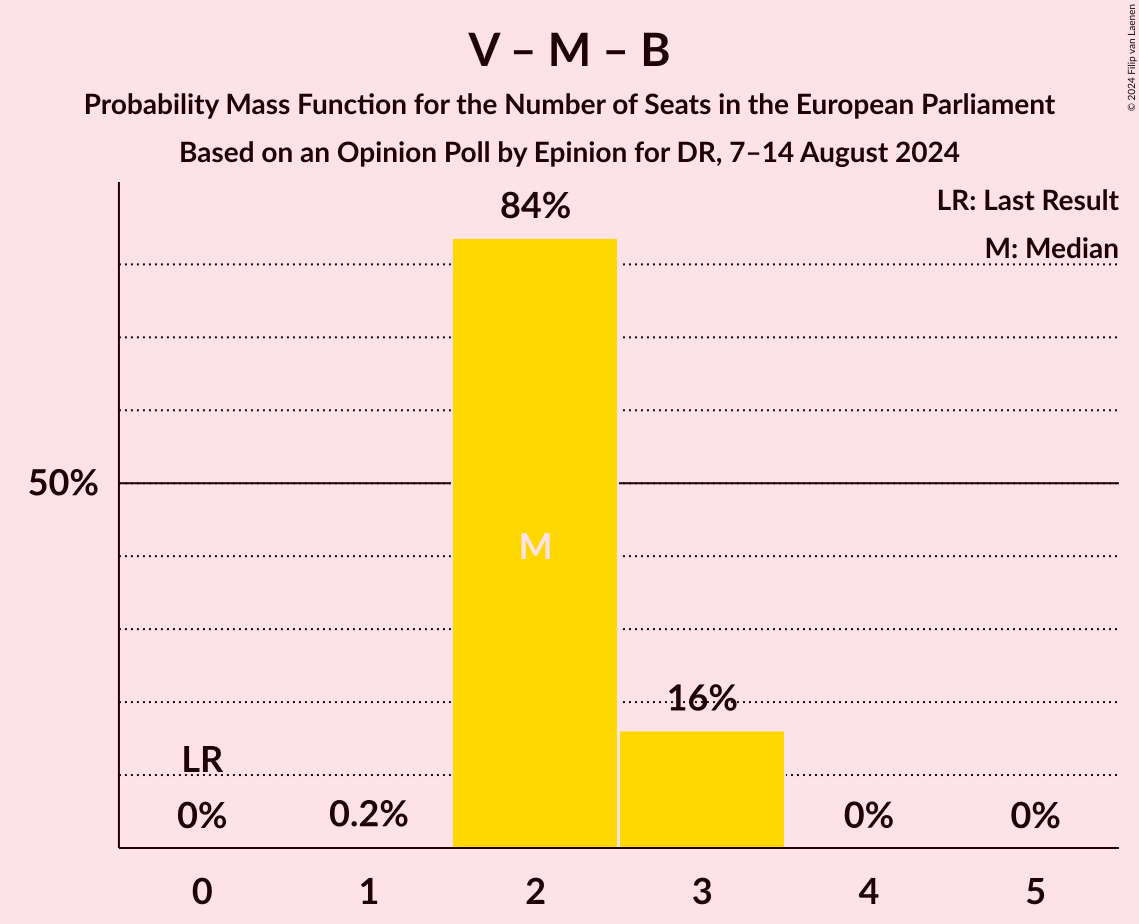 V – M – B
Probability Mass Function for the Number of Seats in the European Parliament
Based on an Opinion Poll by Epinion for DR, 7–14 August 2024
© 2024 Filip van Laenen
LR: Last Result
M: Median
84%
50%
M
16%
LR
0%
0.2%
0%
0%
0
1
2
3
4
5